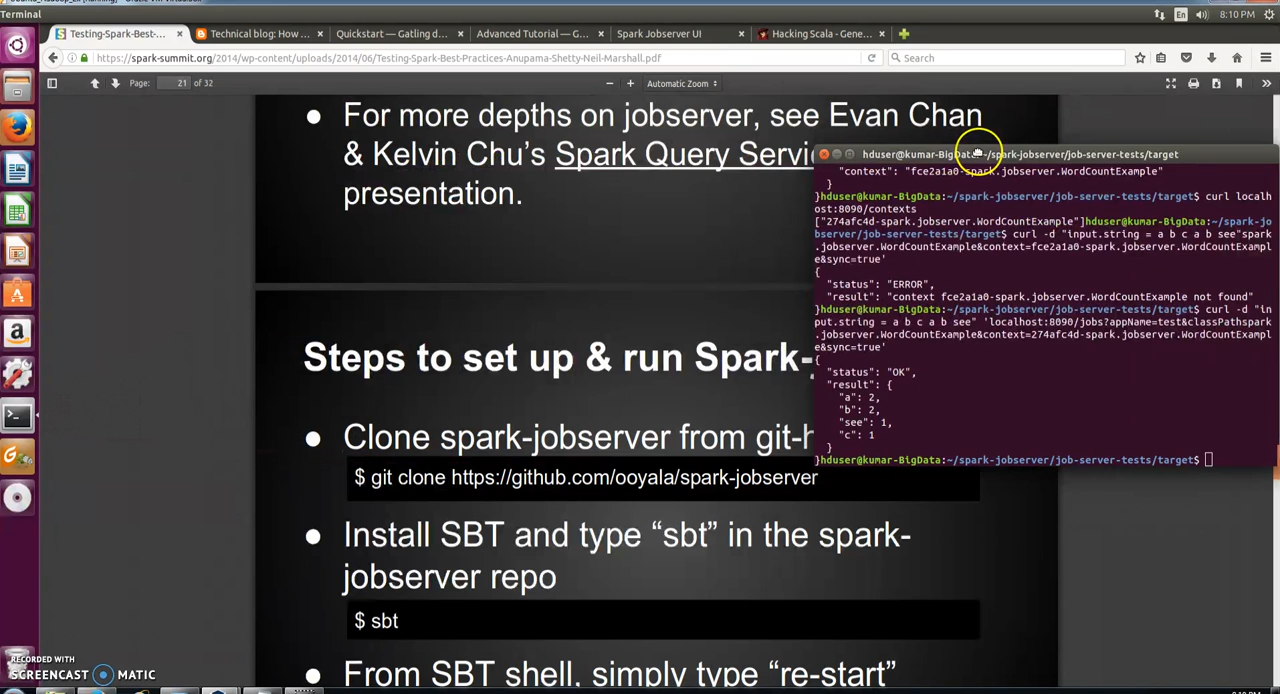 Terminal
En
8:10 PM
Testing-Spark-Best-...
Technical blog: How ...
Quickstart — Gatling d...
Advanced Tutorial — G...
Spark Jobserver UI
Hacking Scala - Gene...
https://spark-summit.org/2014/wp-content/uploads/2014/06/Testing-Spark-Best-Practices-Anupama-Shetty-Neil-Marshall.pdf
Search
Page: 21 of 32
Automatic Zoom
● For more depths on jobserver, see Evan Chan
& Kelvin Chu's Spark Query Servi
presentation.
Steps to set up & run Spark-
● Clone spark-jobserver from git-h
$ git clone https://github.com/ooyala/spark-jobserver
● Install SBT and type “sbt” in the spark-
jobserver repo
$ sbt
● From SBT shell, simply type “re-start”
hduser@kumar-BigData: ~/spark-jobserver/job-server-tests/target
"context": "fce2a1a0-spark.jobserver.WordCountExample"
}
}hduser@kumar-BigData:~/spark-jobserver/job-server-tests/target$ curl localh
ost:8090/contexts
["274afc4d-spark.jobserver.WordCountExample"]hduser@kumar-BigData:~/spark-jo
bserver/job-server-tests/target$ curl -d "input.string = a b c a b see"spark
.jobserver.WordCountExample&context=fce2a1a0-spark.jobserver.WordCountExampl
e&sync=true'
{
"status": "ERROR",
"result": "context fce2a1a0-spark.jobserver.WordCountExample not found"
}hduser@kumar-BigData:~/spark-jobserver/job-server-tests/target$ curl -d "in
put.string = a b c a b see" 'localhost:8090/jobs?appName=test&classPathspark
.jobserver.WordCountExample&context=274afc4d-spark.jobserver.WordCountExampl
e&sync=true'
{
"status": "OK",
"result": {
"a": 2,
"b": 2,
"see": 1,
"c": 1
}
}hduser@kumar-BigData:~/spark-jobserver/job-server-tests/target$
RECORDED WITH
SCREENCAST MATIC